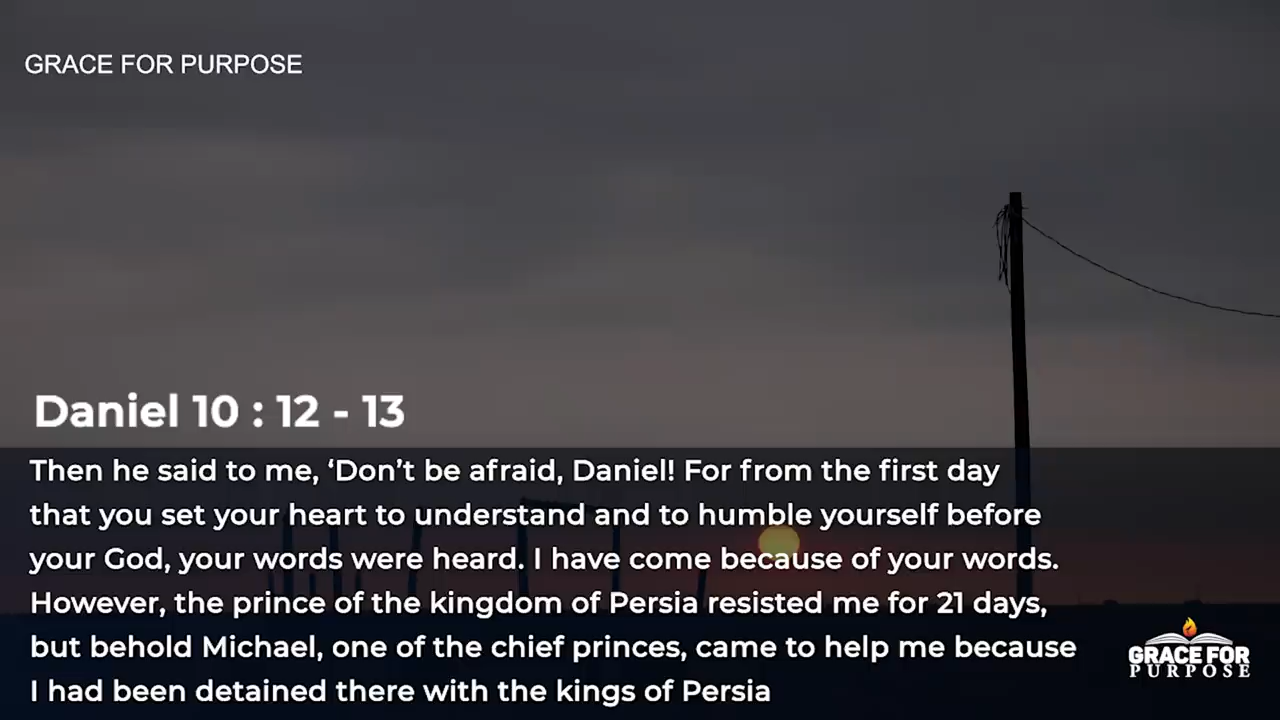 GRACE FOR PURPOSE
Daniel 10 : 12 - 13
Then he said to me, ‘Don’t be afraid, Daniel! For from the first day
that you set your heart to understand and to humble yourself before
your God, your words were heard. I have come because of your words.
However, the prince of the kingdom of Persia resisted me for 21 days,
but behold Michael, one of the chief princes, came to help me because
I had been detained there with the kings of Persia
GRACE FOR
PURPOSE